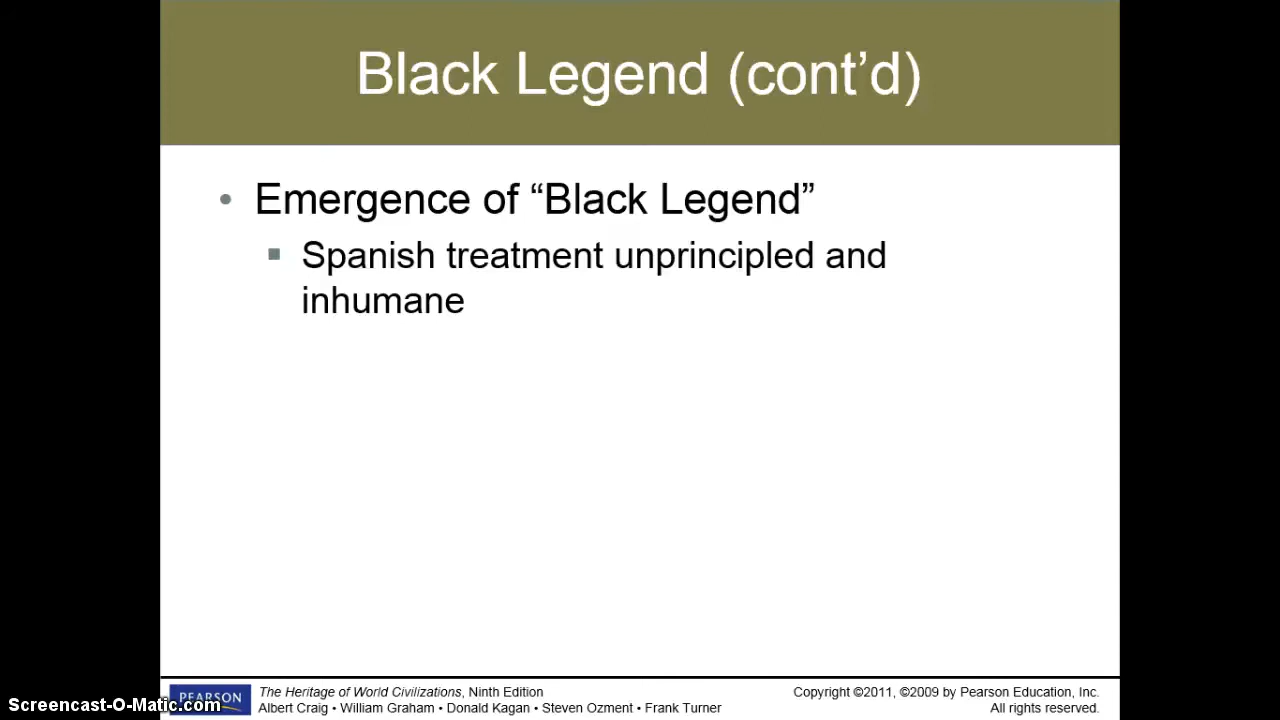 Black Legend (cont’d)
• Emergence of “Black Legend”
▪ Spanish treatment unprincipled and
inhumane
PEARSON
The Heritage of World Civilizations, Ninth Edition
Albert Craig • William Graham • Donald Kagan • Steven Ozment • Frank Turner
Copyright ©2011, ©2009 by Pearson Education, Inc.
All rights reserved.
Screencast-O-Matic.com